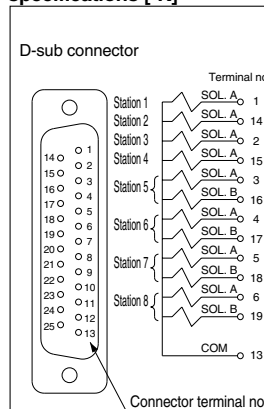 D-sub connector
Terminal no
Station 1 SOL. A 1
Station 2 SOL. A 14
Station 3 SOL. A 2
Station 4 SOL. A 15
Station 5 SOL. A 3
SOL. B 16
Station 6 SOL. A 4
SOL. B 17
Station 7 SOL. A 5
SOL. B 18
Station 8 SOL. A 6
SOL. B 19
COM 13
14 1
15 2
16 3
17 4
18 5
19 6
20 7
21 8
22 9
23 10
24 11
25 12
13
Connector terminal no